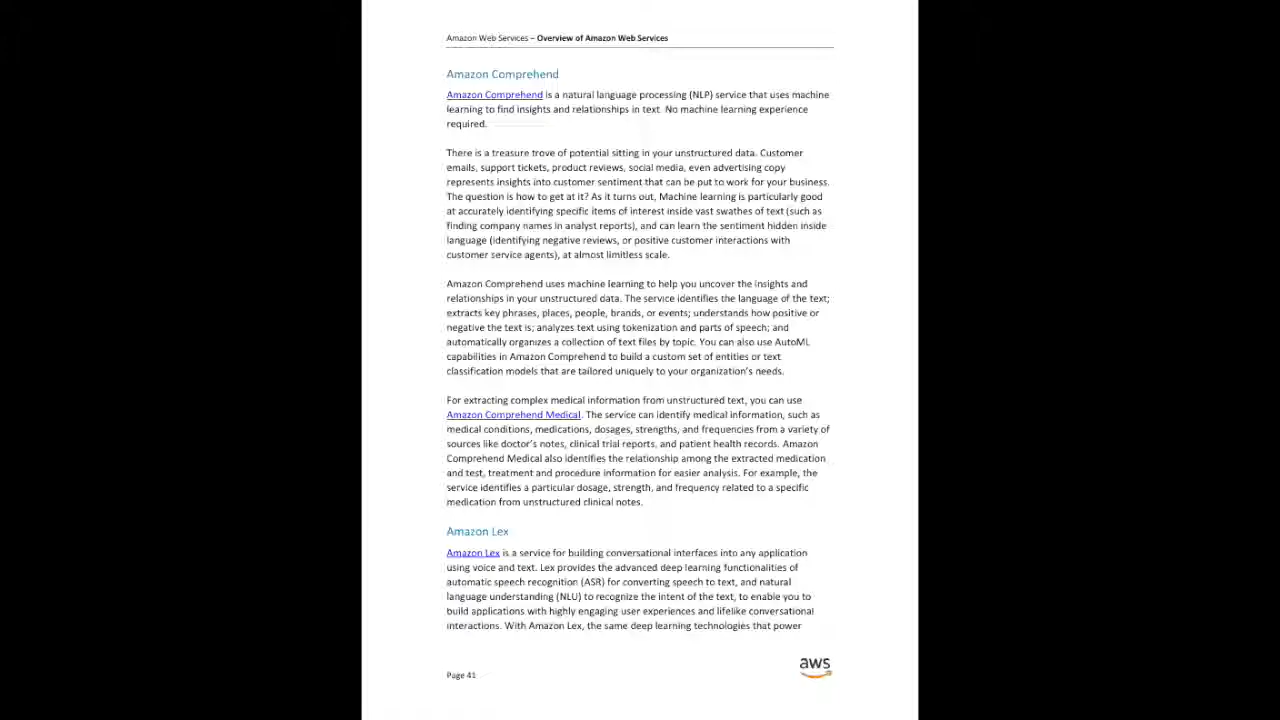 Amazon Web Services – Overview of Amazon Web Services
Amazon Comprehend
Amazon Comprehend is a natural language processing (NLP) service that uses machine
learning to find insights and relationships in text. No machine learning experience
required.
There is a treasure trove of potential sitting in your unstructured data. Customer
emails, support tickets, product reviews, social media, even advertising copy
represents insights into customer sentiment that can be put to work for your business.
The question is how to get at it? As it turns out, Machine learning is particularly good
at accurately identifying specific items of interest inside vast swathes of text (such as
finding company names in analyst reports), and can learn the sentiment hidden inside
language (identifying negative reviews, or positive customer interactions with
customer service agents), at almost limitless scale.
Amazon Comprehend uses machine learning to help you uncover the insights and
relationships in your unstructured data. The service identifies the language of the text;
extracts key phrases, places, people, brands, or events; understands how positive or
negative the text is; analyzes text using tokenization and parts of speech; and
automatically organizes a collection of text files by topic. You can also use AutoML
capabilities in Amazon Comprehend to build a custom set of entities or text
classification models that are tailored uniquely to your organization's needs.
For extracting complex medical information from unstructured text, you can use
Amazon Comprehend Medical. The service can identify medical information, such as
medical conditions, medications, dosages, strengths, and frequencies from a variety of
sources like doctor's notes, clinical trial reports, and patient health records. Amazon
Comprehend Medical also identifies the relationship among the extracted medication
and test, treatment and procedure information for easier analysis. For example, the
service identifies a particular dosage, strength, and frequency related to a specific
medication from unstructured clinical notes.
Amazon Lex
Amazon Lex is a service for building conversational interfaces into any application
using voice and text. Lex provides the advanced deep learning functionalities of
automatic speech recognition (ASR) for converting speech to text, and natural
language understanding (NLU) to recognize the intent of the text, to enable you to
build applications with highly engaging user experiences and lifelike conversational
interactions. With Amazon Lex, the same deep learning technologies that power
aws
Page 41